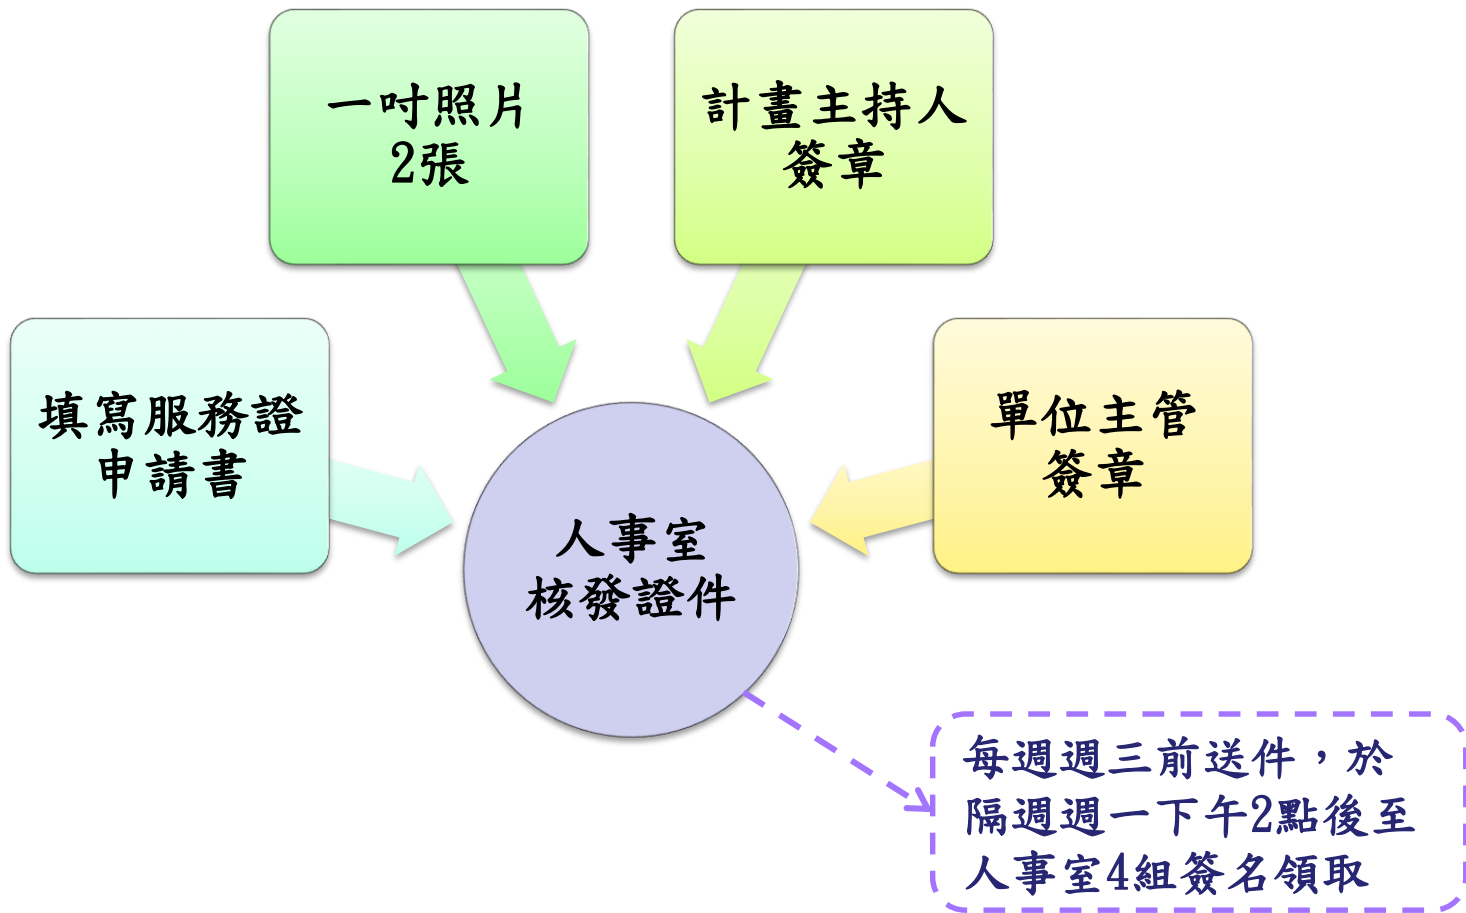 一吋照片
2張
計畫主持人
簽章
填寫服務證
申請書
單位主管
簽章
人事室
核發證件
每週週三前送件，於
隔週週一下午2點後至
人事室4組簽名領取